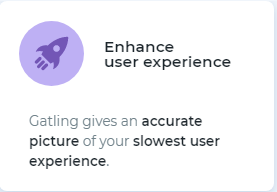 Enhance
user experience
Gatling gives an accurate
picture of your slowest user
experience.